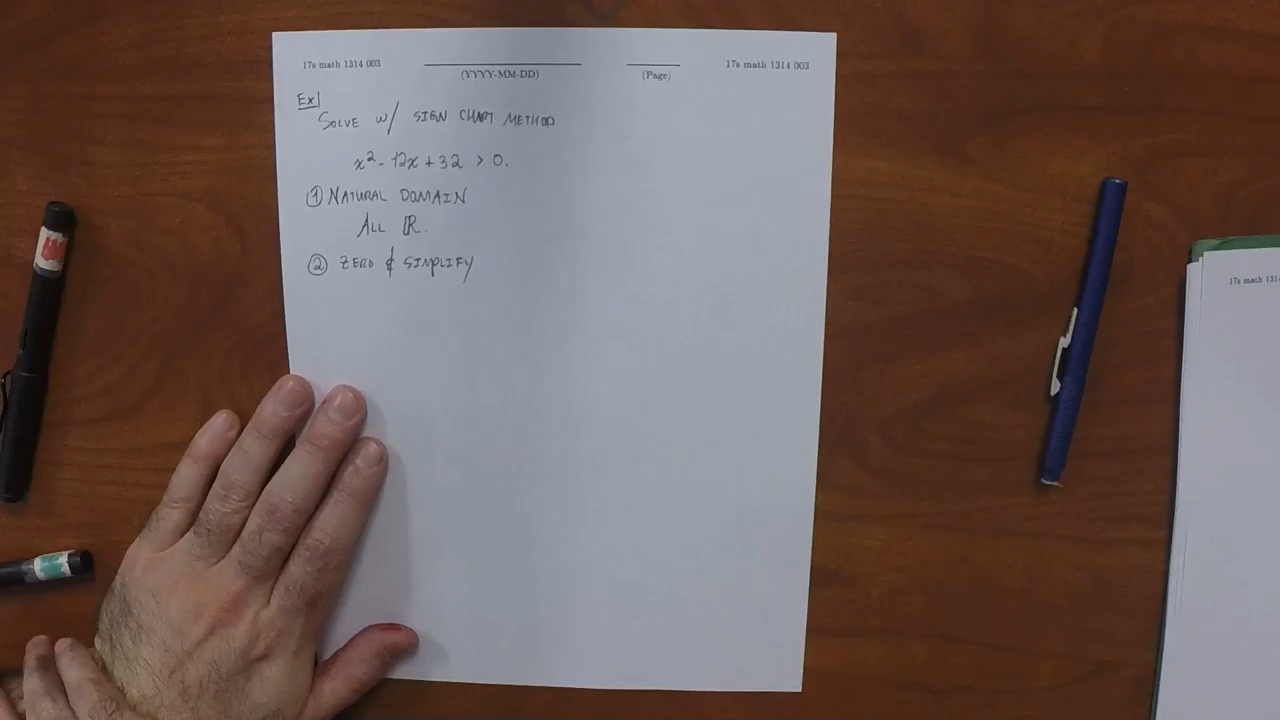 17s math 1314 003
(YYYY-MM-DD)
(Page)
17s math 1314 003
Ex|
SOLVE W/ SIGN CHART METHOD
x² - 12x + 32 > 0.
① NATURAL DOMAIN
ALL ℝ.
② ZERO & SIMPLIFY
17s math 131